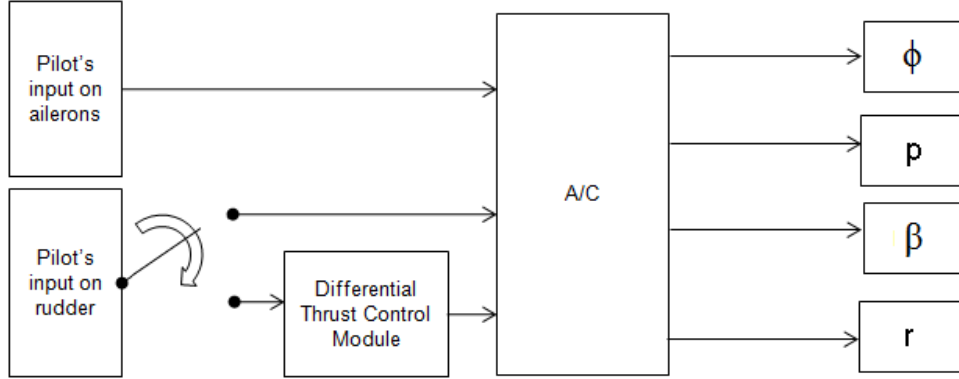 Pilot's
input on
ailerons
Pilot's
input on
rudder
Differential
Thrust Control
Module
A/C
ϕ
p
β
r